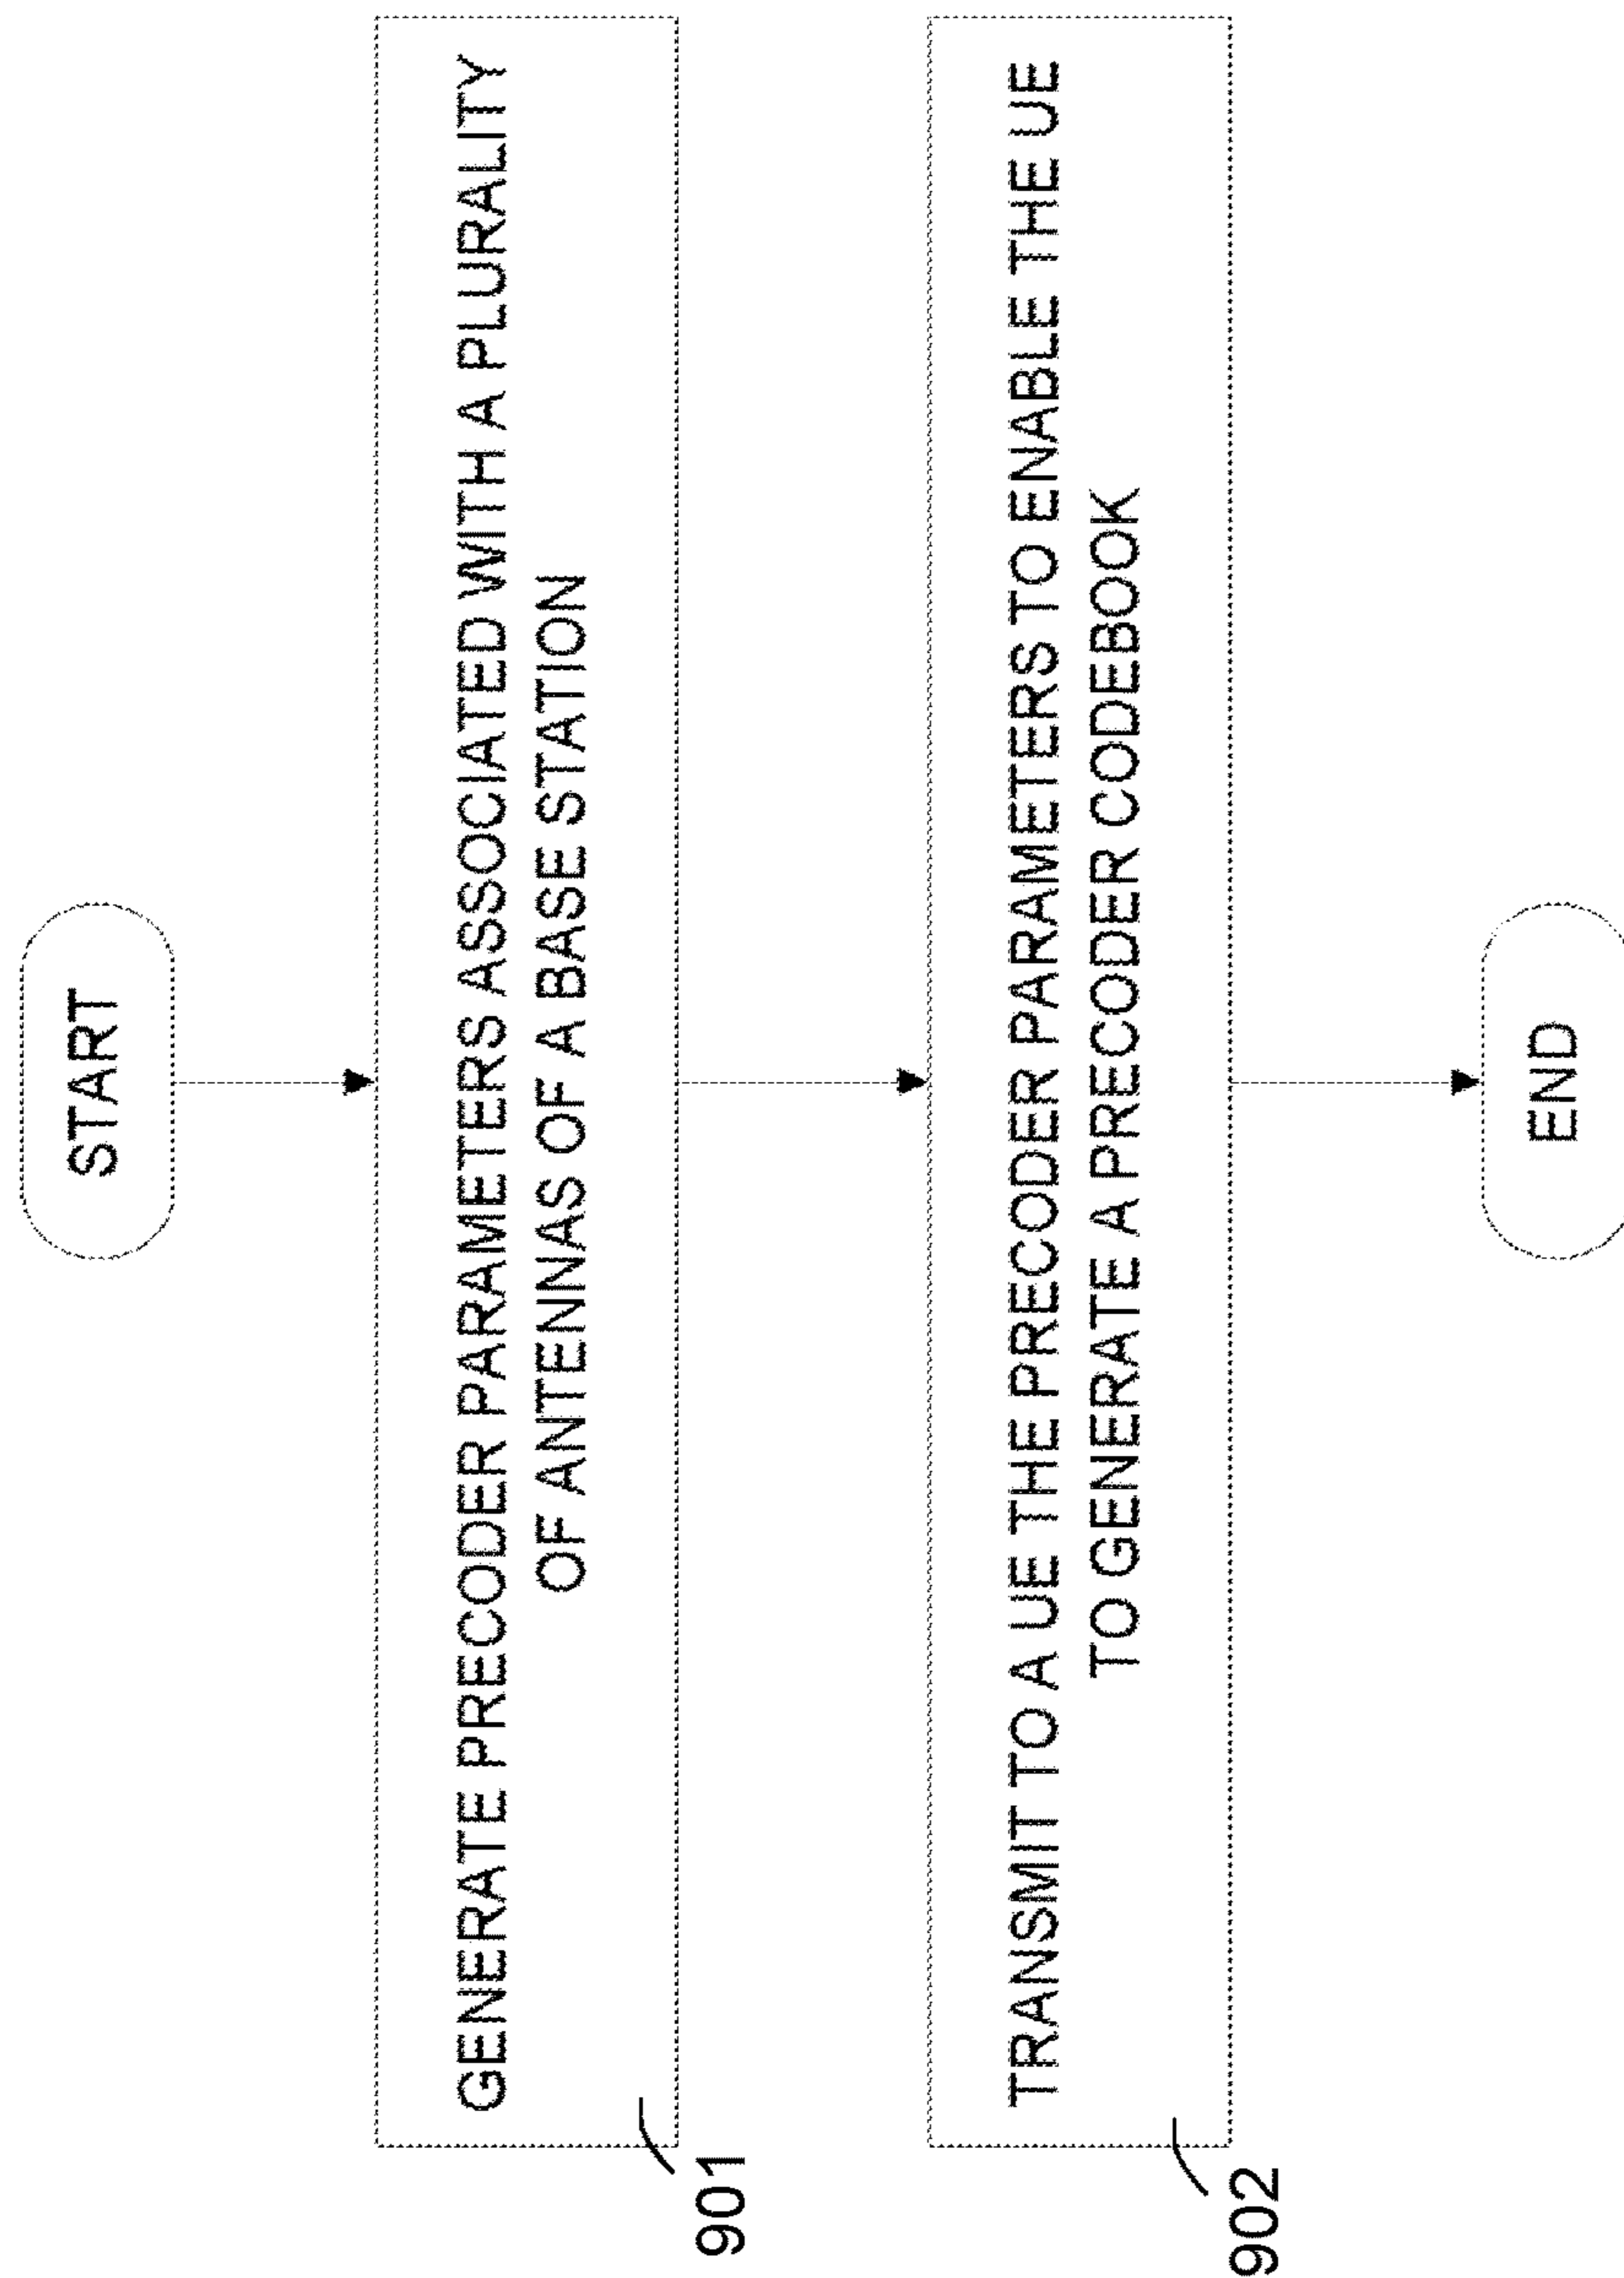 START
GENERATE PRECODER PARAMETERS ASSOCIATED WITH A PLURALITY
OF ANTENNAS OF A BASE STATION
901
TRANSMIT TO A UE THE PRECODER PARAMETERS TO ENABLE THE UE
TO GENERATE A PRECODER CODEBOOK
902
END